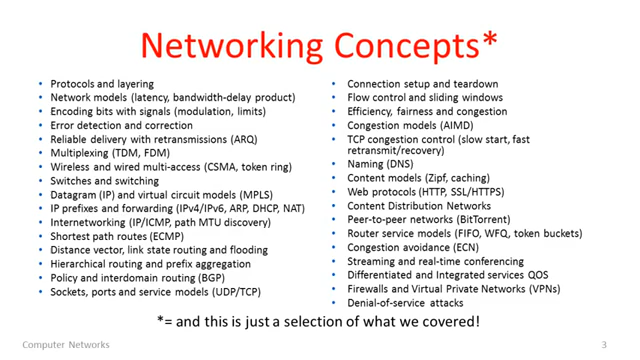 Networking Concepts*
• Protocols and layering
• Network models (latency, bandwidth-delay product)
• Encoding bits with signals (modulation, limits)
• Error detection and correction
• Reliable delivery with retransmissions (ARQ)
• Multiplexing (TDM, FDM)
• Wireless and wired multi-access (CSMA, token ring)
• Switches and switching
• Datagram (IP) and virtual circuit models (MPLS)
• IP prefixes and forwarding (IPv4/IPv6, ARP, DHCP, NAT)
• Internetworking (IP/ICMP, path MTU discovery)
• Shortest path routes (ECMP)
• Distance vector, link state routing and flooding
• Hierarchical routing and prefix aggregation
• Policy and interdomain routing (BGP)
• Sockets, ports and service models (UDP/TCP)
• Connection setup and teardown
• Flow control and sliding windows
• Efficiency, fairness and congestion
• Congestion models (AIMD)
• TCP congestion control (slow start, fast
retransmit/recovery)
• Naming (DNS)
• Content models (Zipf, caching)
• Web protocols (HTTP, SSL/HTTPS)
• Content Distribution Networks
• Peer-to-peer networks (BitTorrent)
• Router service models (FIFO, WFQ, token buckets)
• Congestion avoidance (ECN)
• Streaming and real-time conferencing
• Differentiated and Integrated services QOS
• Firewalls and Virtual Private Networks (VPNs)
• Denial-of-service attacks
*= and this is just a selection of what we covered!
Computer Networks
3